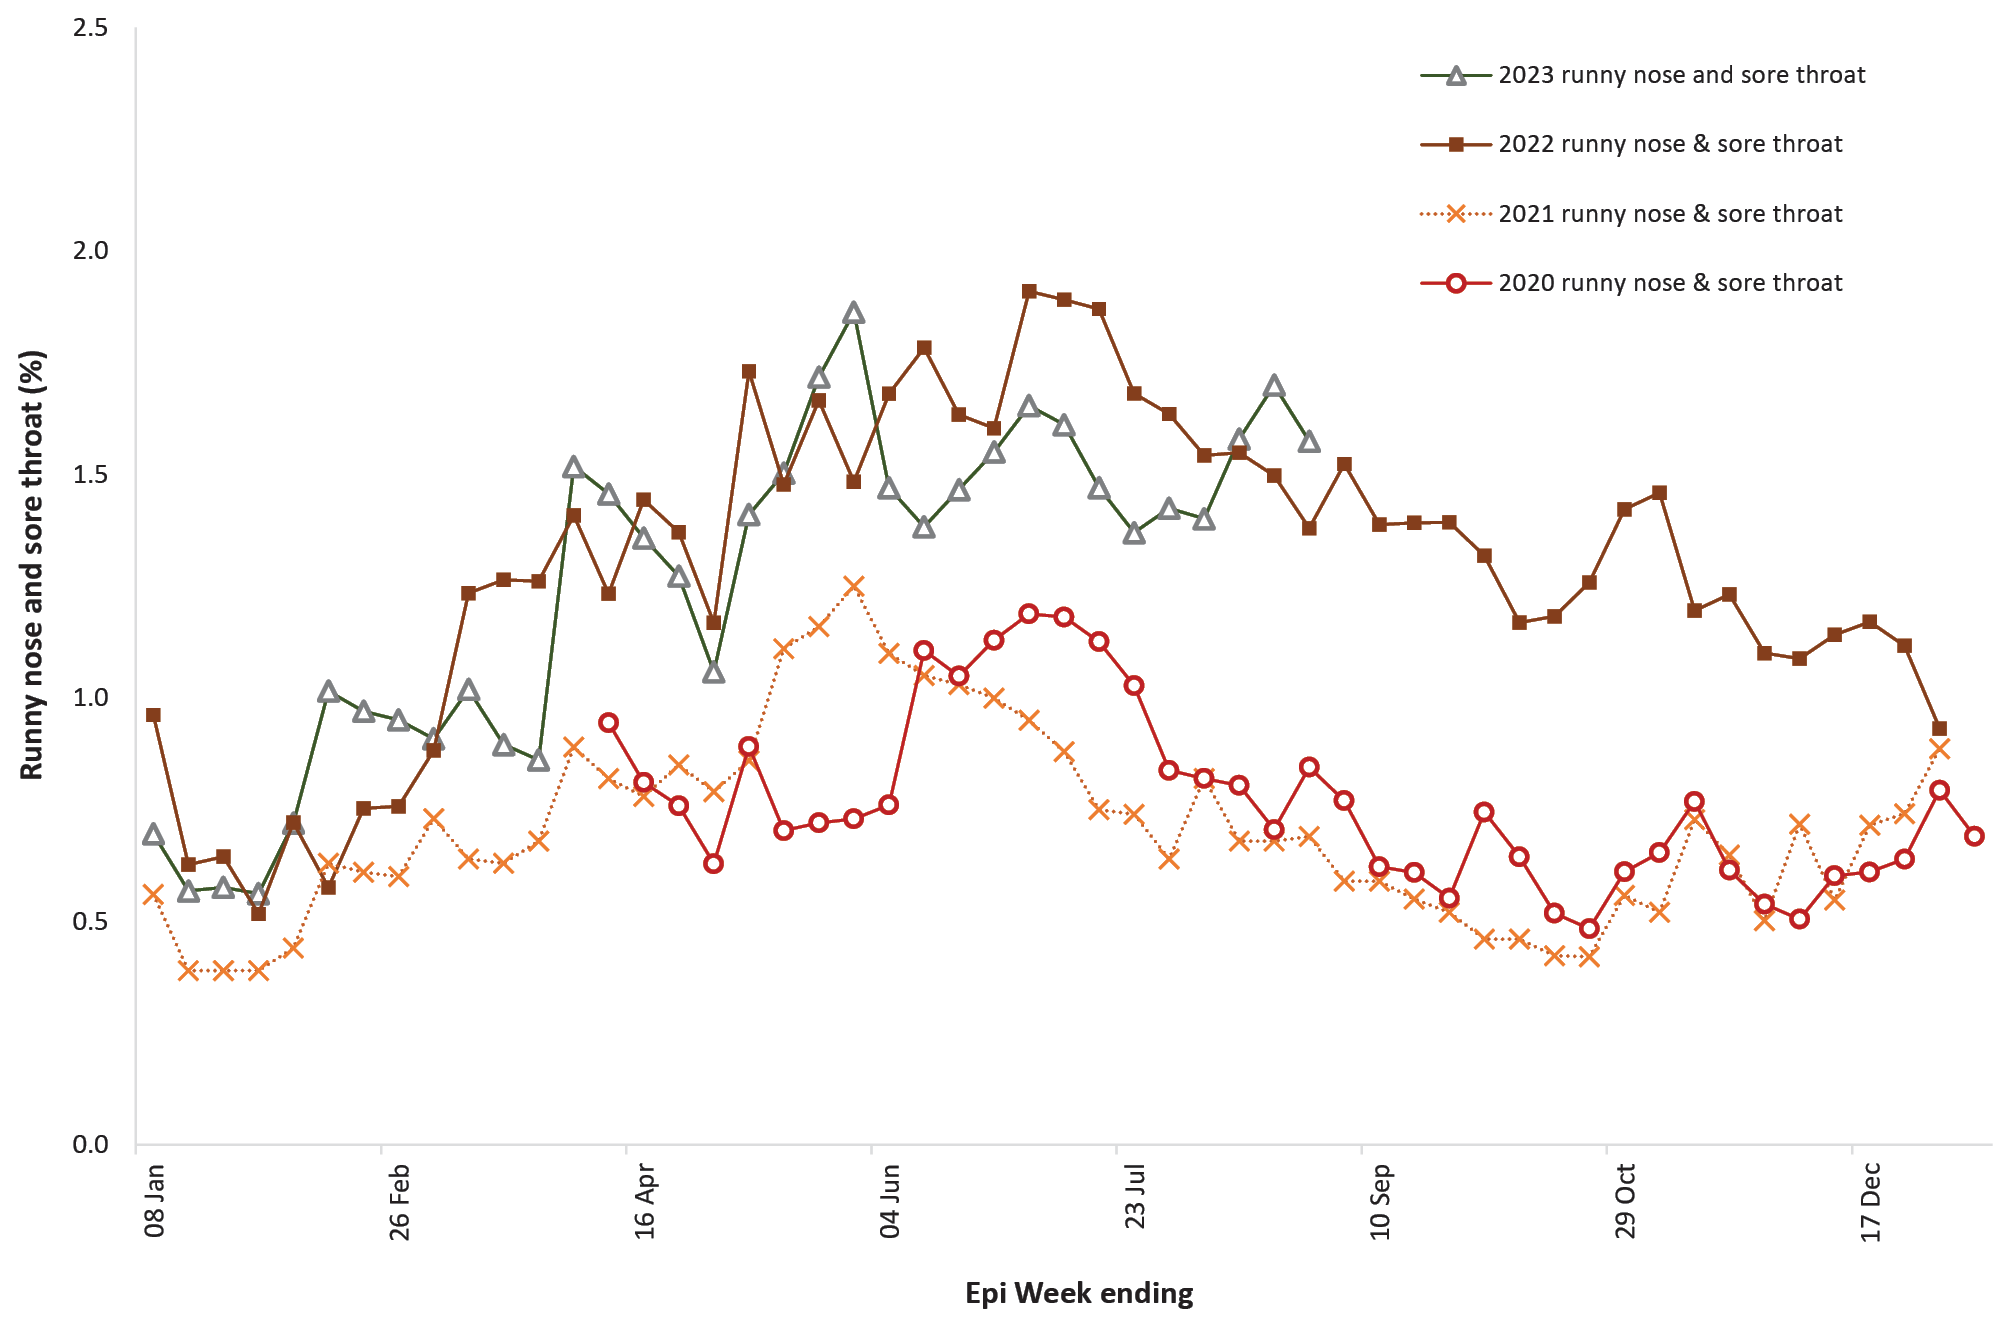 2.5
2.0
1.5
1.0
0.5
0.0
Runny nose and sore throat (%)
2023 runny nose and sore throat
2022 runny nose & sore throat
2021 runny nose & sore throat
2020 runny nose & sore throat
08 Jan
26 Feb
16 Apr
04 Jun
23 Jul
10 Sep
29 Oct
17 Dec
Epi Week ending